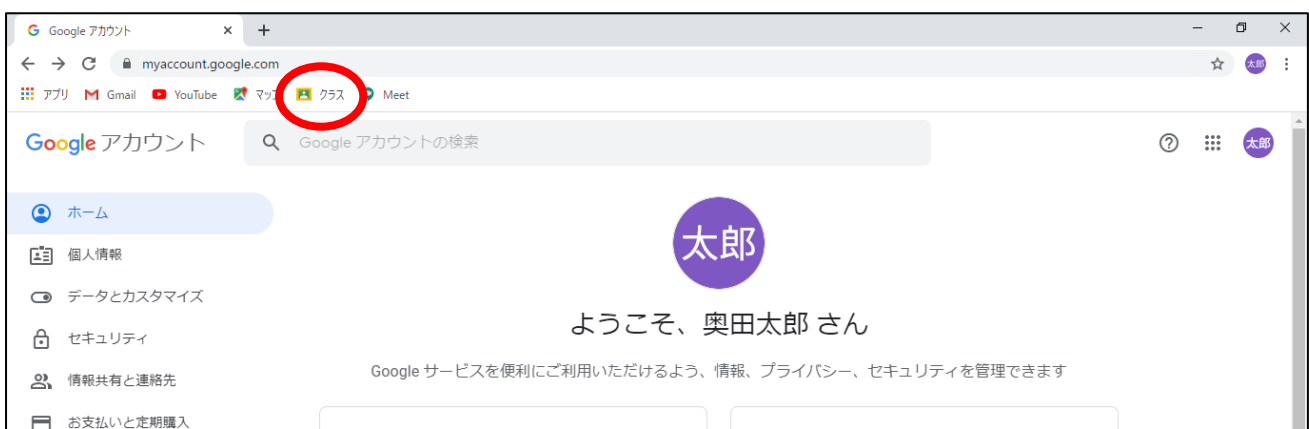 Google アカウント
myaccount.google.com
太郎
アプリ Gmail YouTube マップ クラス Meet
Google アカウント Google アカウントの検索 太郎
ホーム
太郎
個人情報
データとカスタマイズ
ようこそ、奥田太郎 さん
セキュリティ
Google サービスを便利にご利用いただけるよう、情報、プライバシー、セキュリティを管理できます
情報共有と連絡先
お支払いと定期購入